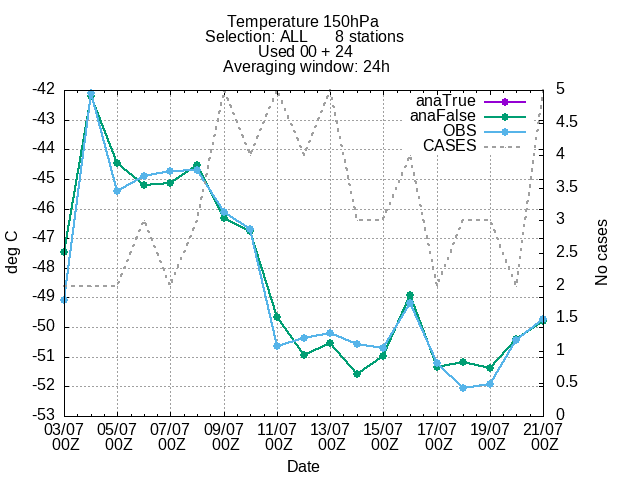 Temperature 150hPa
Selection: ALL 8 stations
Used 00 + 24
Averaging window: 24h
anaTrue
anaFalse
OBS
CASES
deg C
-42
-43
-44
-45
-46
-47
-48
-49
-50
-51
-52
-53
5
4.5
4
3.5
3
2.5
2
1.5
1
0.5
0
No cases
03/07 05/07 07/07 09/07 11/07 13/07 15/07 17/07 19/07 21/07
00Z 00Z 00Z 00Z 00Z 00Z 00Z 00Z 00Z 00Z
Date